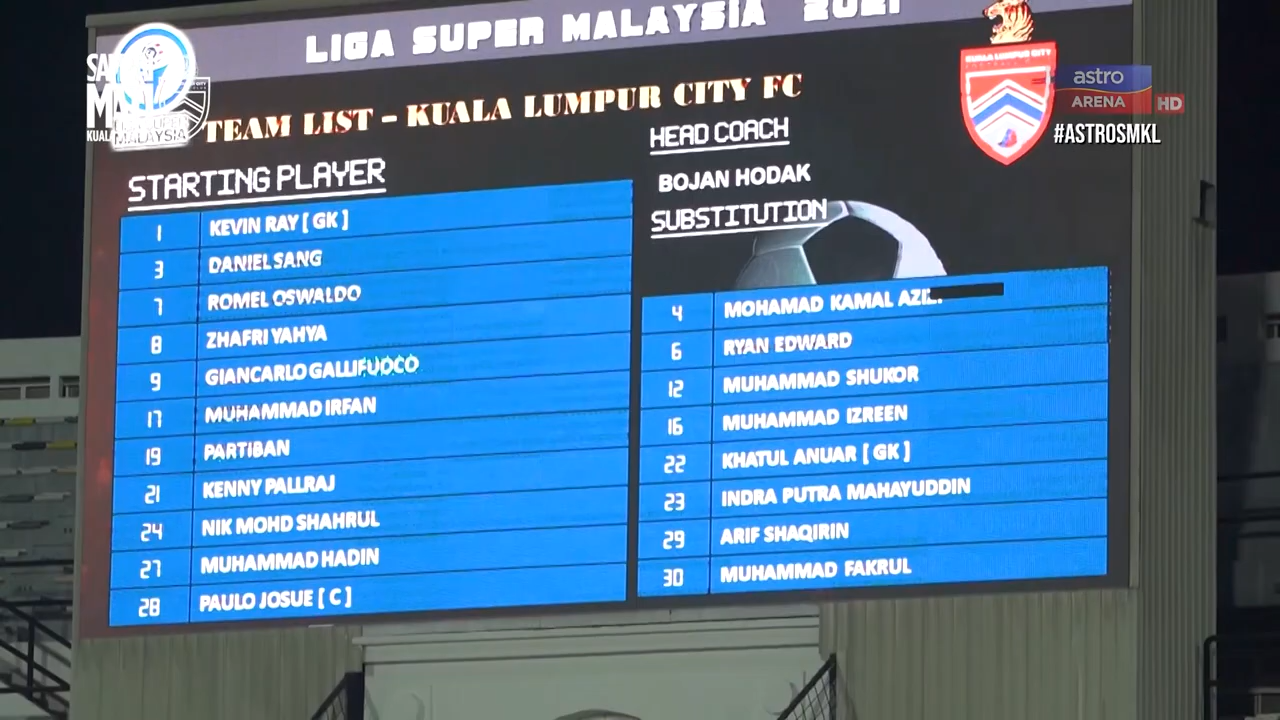 LIGA SUPER MALAYSIA 2021
TEAM LIST - KUALA LUMPUR CITY FC
STARTING PLAYER
1 KEVIN RAY [ GK ]
3 DANIEL SANG
7 ROMEL OSWALDO
8 ZHAFRI YAHYA
9 GIANCARLO GALLIFUOCO
17 MUHAMMAD IRFAN
19 PARTIBAN
21 KENNY PALLRAJ
24 NIK MOHD SHAHRUL
27 MUHAMMAD HADIN
28 PAULO JOSUE [ C ]
HEAD COACH
BOJAN HODAK
SUBSTITUTION
4 MOHAMAD KAMAL
6 RYAN EDWARD
12 MUHAMMAD SHUKOR
16 MUHAMMAD IZREEN
22 KHATUL ANUAR [ GK ]
23 INDRA PUTRA MAHAYUDDIN
29 ARIF SHAQIRIN
30 MUHAMMAD FAKRUL
KUALA LUMPUR CITY
astro
ARENA HD
#ASTROSMKL
MALAYSIA